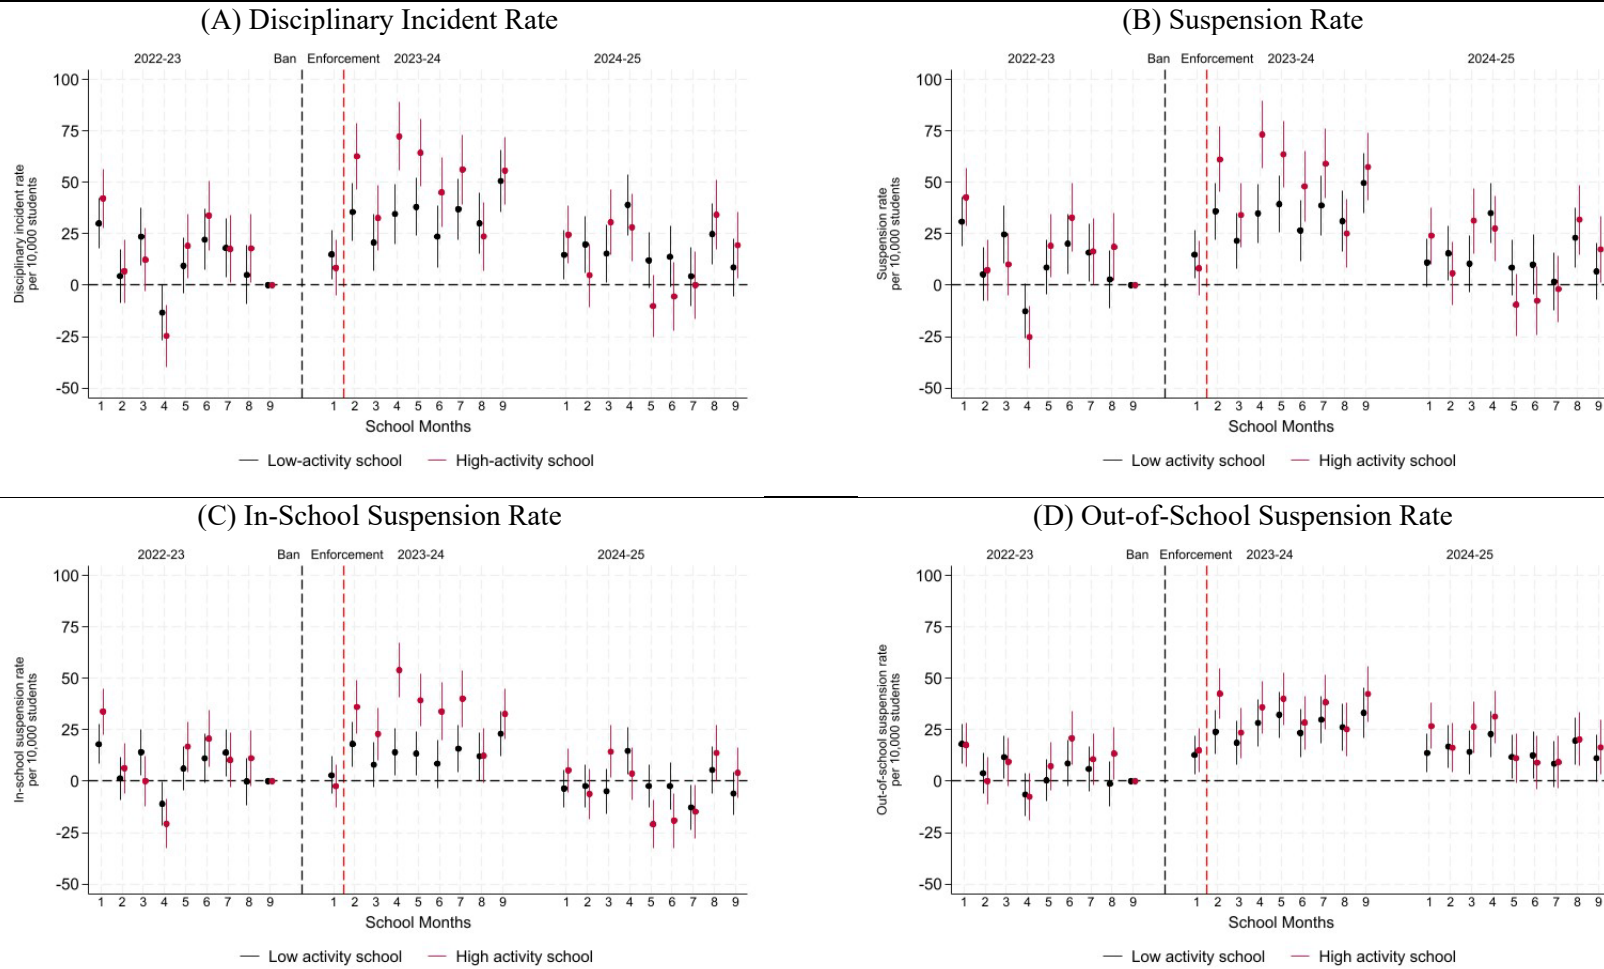 (A) Disciplinary Incident Rate
2022-23 Ban Enforcement 2023-24 2024-25
100
75
50
25
0
-25
-50
Disciplinary incident rate
per 10,000 students
1 2 3 4 5 6 7 8 9 1 2 3 4 5 6 7 8 9 1 2 3 4 5 6 7 8 9
School Months
Low-activity school High-activity school
(B) Suspension Rate
2022-23 Ban Enforcement 2023-24 2024-25
100
75
50
25
0
-25
-50
Suspension rate
per 10,000 students
1 2 3 4 5 6 7 8 9 1 2 3 4 5 6 7 8 9 1 2 3 4 5 6 7 8 9
School Months
Low activity school High activity school
(C) In-School Suspension Rate
2022-23 Ban Enforcement 2023-24 2024-25
100
75
50
25
0
-25
-50
In-school suspension rate
per 10,000 students
1 2 3 4 5 6 7 8 9 1 2 3 4 5 6 7 8 9 1 2 3 4 5 6 7 8 9
School Months
Low activity school High activity school
(D) Out-of-School Suspension Rate
2022-23 Ban Enforcement 2023-24 2024-25
100
75
50
25
0
-25
-50
Out-of-school suspension rate
per 10,000 students
1 2 3 4 5 6 7 8 9 1 2 3 4 5 6 7 8 9 1 2 3 4 5 6 7 8 9
School Months
Low activity school High activity school